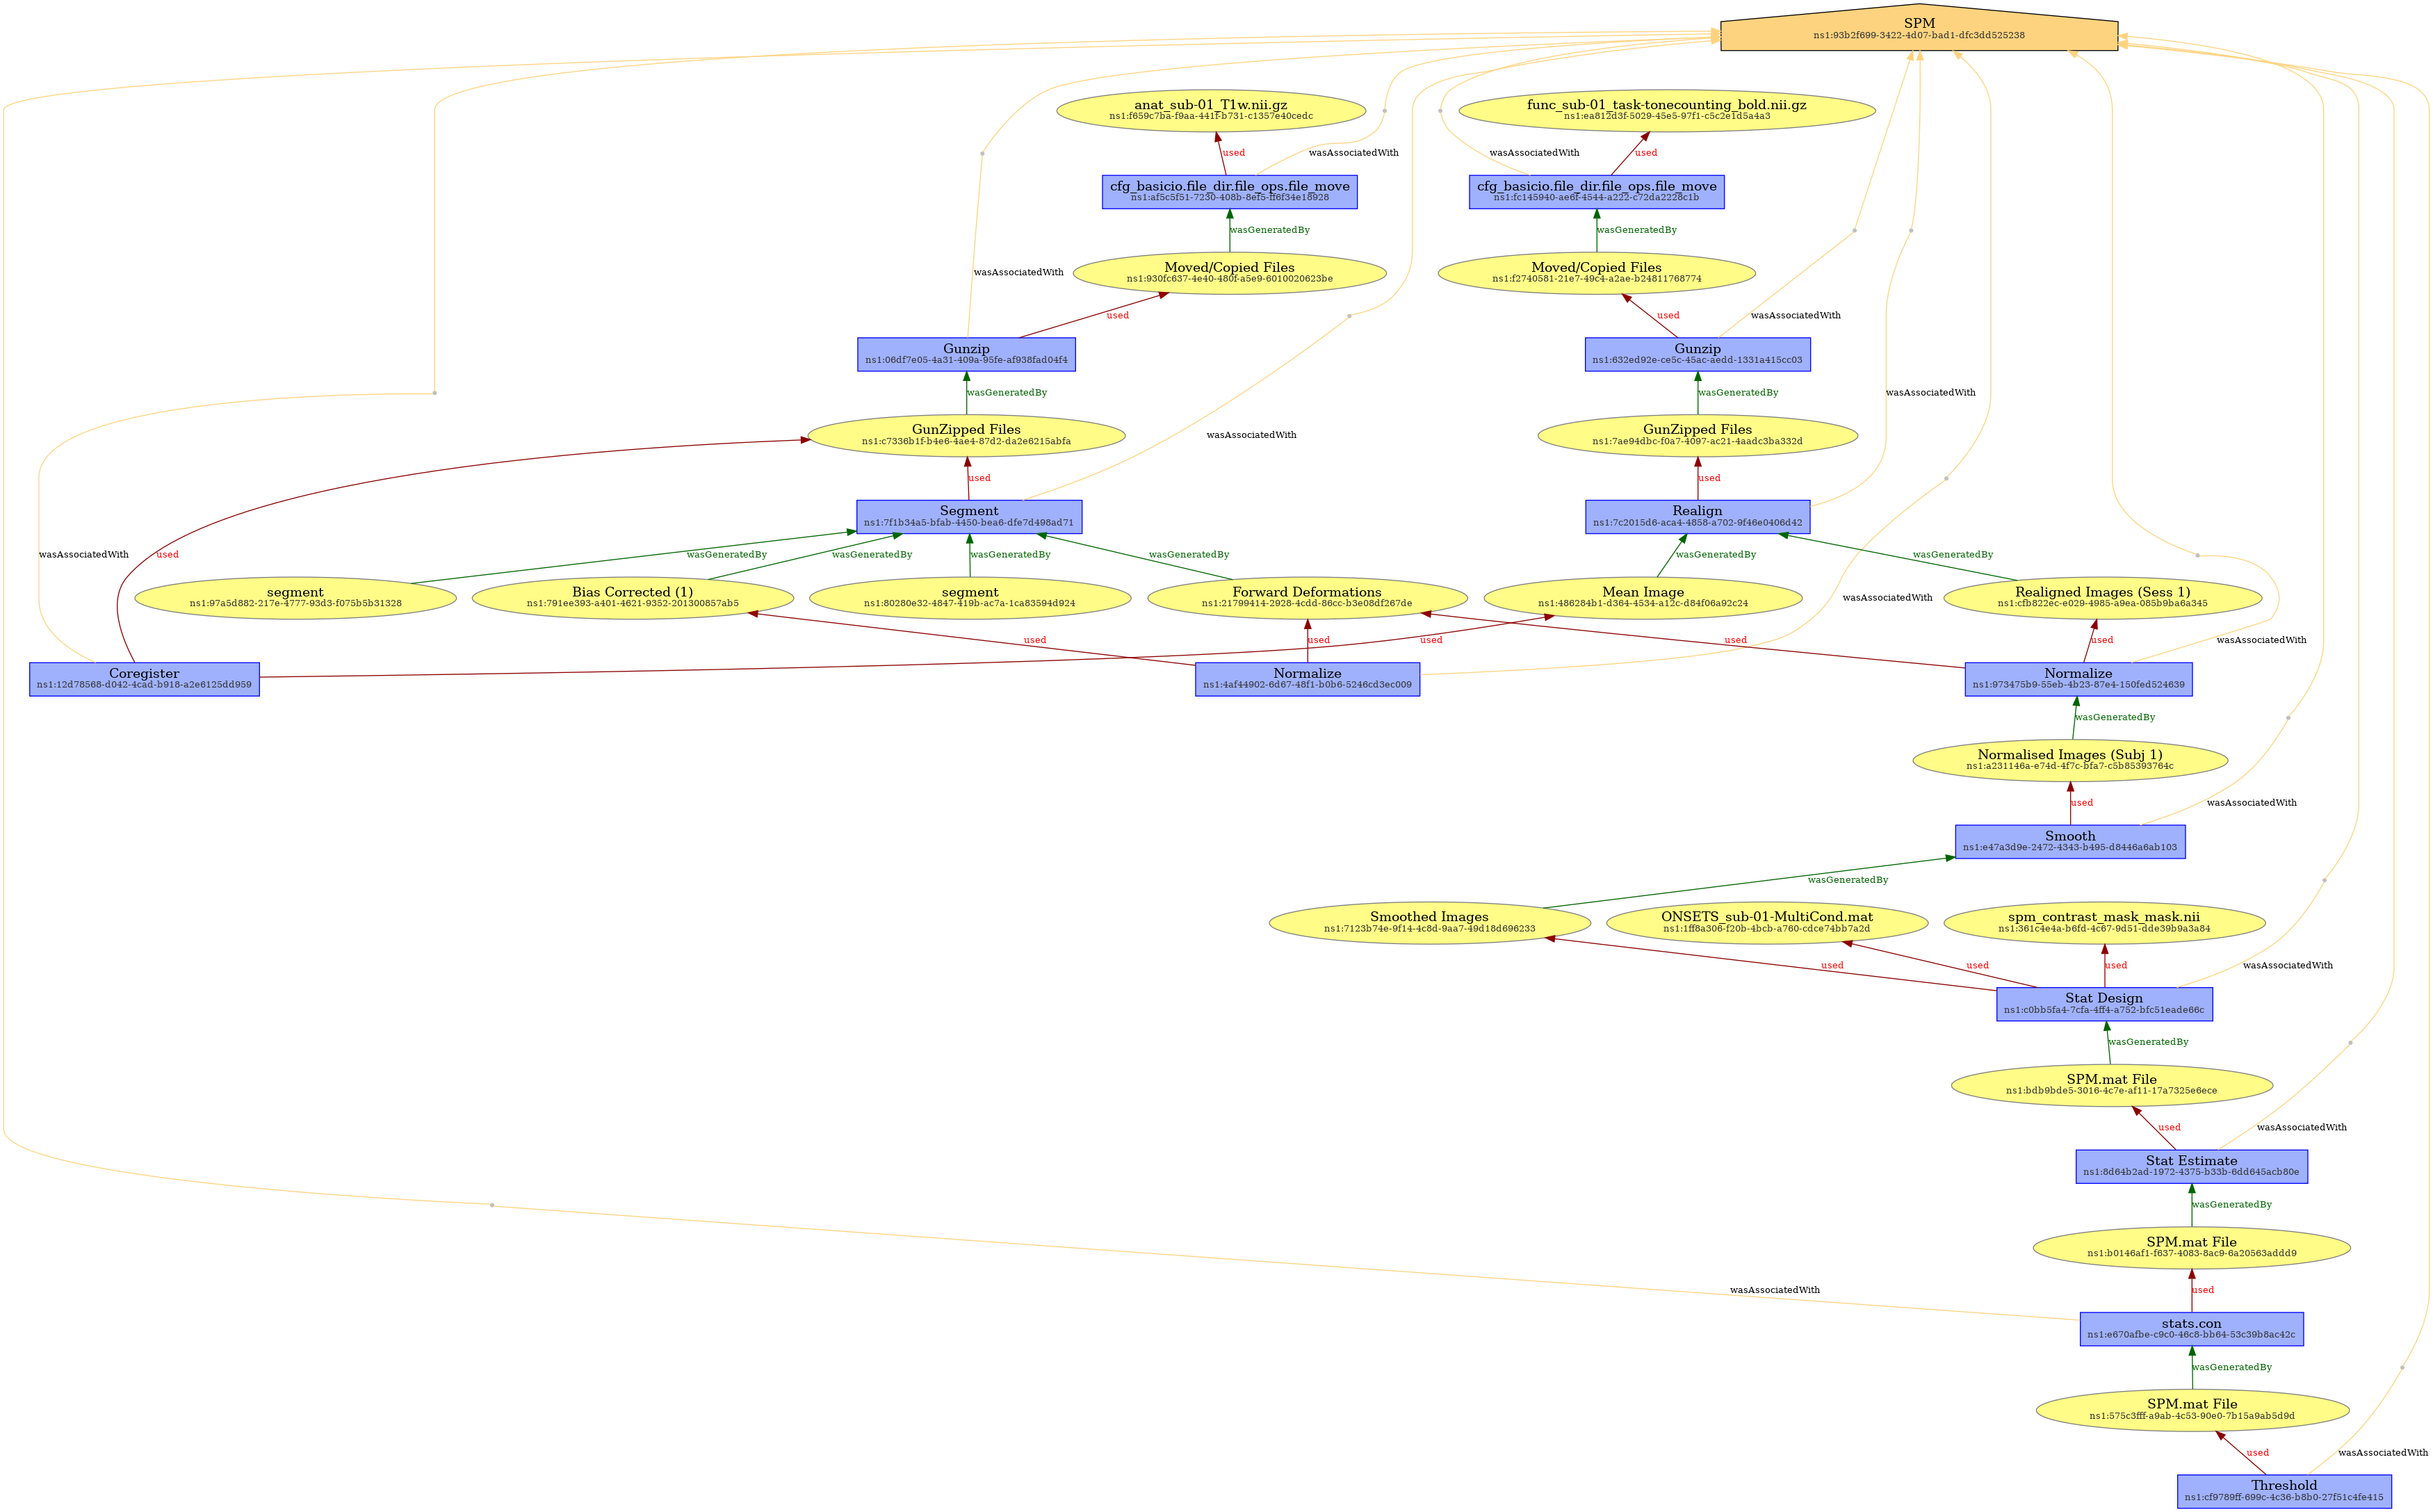 SPM
ns1:93b2f699-3422-4d07-bad1-dfc3dd525238
anat_sub-01_T1w.nii.gz
ns1:f659c7ba-f9aa-441f-b731-c1357e40cedc
func_sub-01_task-tonecounting_bold.nii.gz
ns1:ea812d3f-5029-45e5-97f1-c5c2e1d5a4a3
used
wasAssociatedWith
wasAssociatedWith
used
cfg_basicio.file_dir.file_ops.file_move
ns1:af5c5f51-7230-408b-8ef5-ff6f34e18928
cfg_basicio.file_dir.file_ops.file_move
ns1:fc145940-ae6f-4544-a222-c72da2228c1b
wasGeneratedBy
wasGeneratedBy
wasAssociatedWith
Moved/Copied Files
ns1:930fc637-4e40-480f-a5e9-6010020623be
Moved/Copied Files
ns1:f2740581-21e7-49c4-a2ae-b24811768774
used
used
wasAssociatedWith
Gunzip
ns1:06df7e05-4a31-409a-95fe-af938fad04f4
Gunzip
ns1:632ed92e-ce5c-45ac-aedd-1331a415cc03
wasGeneratedBy
wasGeneratedBy
wasAssociatedWith
GunZipped Files
ns1:c7336b1f-b4e6-4ae4-87d2-da2e6215abfa
wasAssociatedWith
GunZipped Files
ns1:7ae94dbc-f0a7-4097-ac21-4aadc3ba332d
used
used
Segment
ns1:7f1b34a5-bfab-4450-bea6-dfe7d498ad71
Realign
ns1:7c2015d6-aca4-4858-a702-9f46e0406d42
wasAssociatedWith
used
wasGeneratedBy
wasGeneratedBy
wasGeneratedBy
wasGeneratedBy
wasGeneratedBy
wasGeneratedBy
segment
ns1:97a5d882-217e-4777-93d3-f075b5b31328
Bias Corrected (1)
ns1:791ee393-a401-4621-9352-201300857ab5
segment
ns1:80280e32-4847-419b-ac7a-1ca83594d924
Forward Deformations
ns1:21799414-2928-4cdd-86cc-b3e08df267de
Mean Image
ns1:486284b1-d364-4534-a12c-d84f06a92c24
wasAssociatedWith
Realigned Images (Sess 1)
ns1:cfb822ec-e029-4985-a9ea-085b9ba6a345
used
used
used
used
used
wasAssociatedWith
Coregister
ns1:12d78568-d042-4cad-b918-a2e6125dd959
Normalize
ns1:4af44902-6d67-48f1-b0b6-5246cd3ec009
Normalize
ns1:973475b9-55eb-4b23-87e4-150fed524639
wasGeneratedBy
Normalised Images (Subj 1)
ns1:a231146a-e74d-4f7c-bfa7-c5b85393764c
used
wasAssociatedWith
Smooth
ns1:e47a3d9e-2472-4343-b495-d8446a6ab103
wasGeneratedBy
Smoothed Images
ns1:7123b74e-9f14-4c8d-9aa7-49d18d696233
ONSETS_sub-01-MultiCond.mat
ns1:1ff8a306-f20b-4bcb-a760-cdce74bb7a2d
spm_contrast_mask_mask.nii
ns1:361c4e4a-b6fd-4c67-9d51-dde39b9a3a84
used
used
used
wasAssociatedWith
Stat Design
ns1:c0bb5fa4-7cfa-4ff4-a752-bfc51eade66c
wasGeneratedBy
SPM.mat File
ns1:bdb9bde5-3016-4c7e-af11-17a7325e6ece
used
wasAssociatedWith
Stat Estimate
ns1:8d64b2ad-1972-4375-b33b-6dd645acb80e
wasGeneratedBy
SPM.mat File
ns1:b0146af1-f637-4083-8ac9-6a20563addd9
wasAssociatedWith
used
stats.con
ns1:e670afbe-c9c0-46c8-bb64-53c39b8ac42c
wasGeneratedBy
SPM.mat File
ns1:575c3fff-a9ab-4c53-90e0-7b15a9ab5d9d
used
wasAssociatedWith
Threshold
ns1:cf9789ff-699c-4c36-b8b0-27f51c4fe415